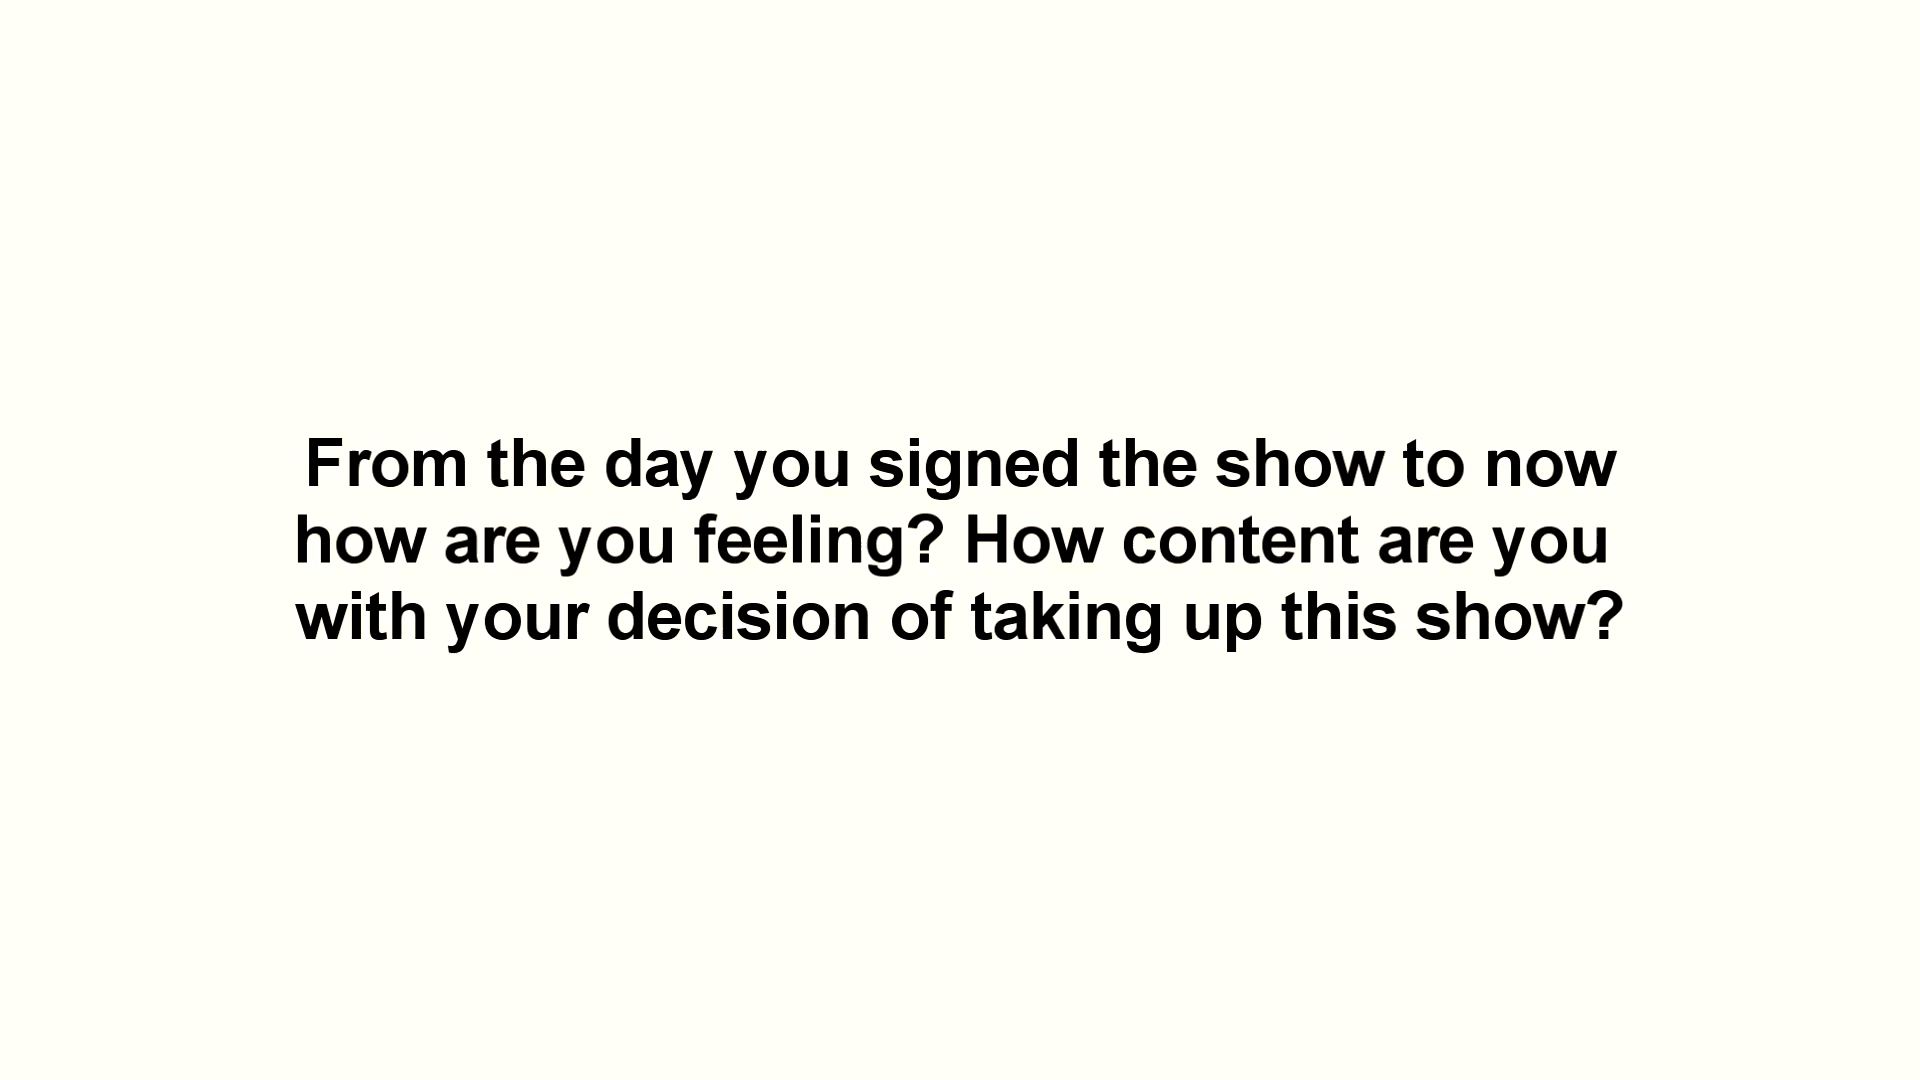 From the day you signed the show to now
how are you feeling? How content are you
with your decision of taking up this show?